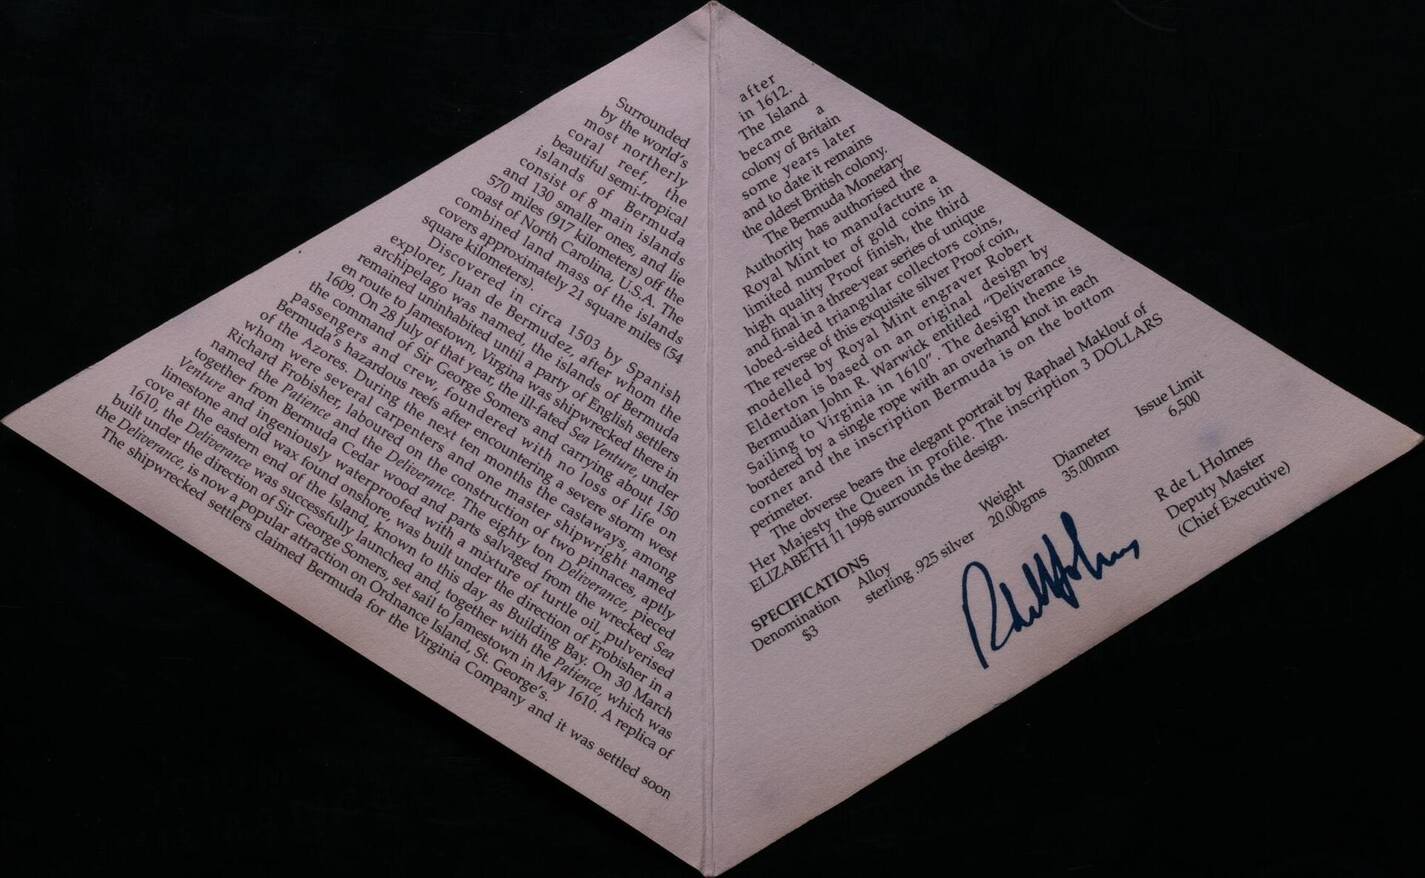 Surrounded
by the world's
most northerly
coral reef, the
beautiful semi-tropical
islands of Bermuda
consist of 8 main islands
and 130 smaller ones, and lie
570 miles (917 kilometers) off the
coast of North Carolina, U.S.A. The
combined land mass of the islands
covers approximately 21 square miles (54
square kilometers).
Discovered in circa 1503 by Spanish
explorer, Juan de Bermudez, after whom the
archipelago was named, the islands of Bermuda
remained uninhabited until a party of English settlers
en route to Jamestown, Virgina was shipwrecked there in
1609. On 28 July of that year, the ill-fated Sea Venture, under
the command of Sir George Somers and carrying about 150
passengers and crew, foundered with no loss of life on
Bermuda's hazardous reefs after encountering a severe storm west
of the Azores. During the next ten months the castaways, among
whom were several carpenters and one master shipwright named
Richard Frobisher, laboured on the construction of two pinnaces, aptly
named the Patience and the Deliverance. The eighty ton Deliverance, pieced
together from Bermuda Cedar wood and parts salvaged from the wrecked Sea
Venture and ingeniously waterproofed with a mixture of turtle oil, pulverised
limestone and old wax found onshore, was built under the direction of Frobisher in a
cove at the eastern end of the Island, known to this day as Building Bay. On 30 March
1610, the Deliverance was successfully launched and, together with the Patience, which was
built under the direction of Sir George Somers, set sail to Jamestown in May 1610. A replica of
the Deliverance, is now a popular attraction on Ordnance Island, St. George's.
The shipwrecked settlers claimed Bermuda for the Virginia Company and it was settled soon
after
in 1612.
The Island
became a
colony of Britain
some years later
and to date it remains
the oldest British colony.
The Bermuda Monetary
Authority has authorised the
Royal Mint to manufacture a
limited number of gold coins in
high quality Proof finish, the third
and final in a three-year series of unique
lobed-sided triangular collectors coins,
The reverse of this exquisite silver Proof coin,
modelled by Royal Mint engraver Robert
Elderton is based on an original design by
Bermudian John R. Warwick entitled "Deliverance
Sailing to Virginia in 1610". The design theme is
bordered by a single rope with an overhand knot in each
corner and the inscription Bermuda is on the bottom
perimeter.
The obverse bears the elegant portrait by Raphael Maklouf of
Her Majesty the Queen in profile. The inscription 3 DOLLARS
ELIZABETH 11 1998 surrounds the design.
SPECIFICATIONS
Denomination Alloy Weight Diameter Issue Limit
$3 sterling .925 silver 20.00gms 35.00mm 6,500
R de L Holmes
Deputy Master
(Chief Executive)